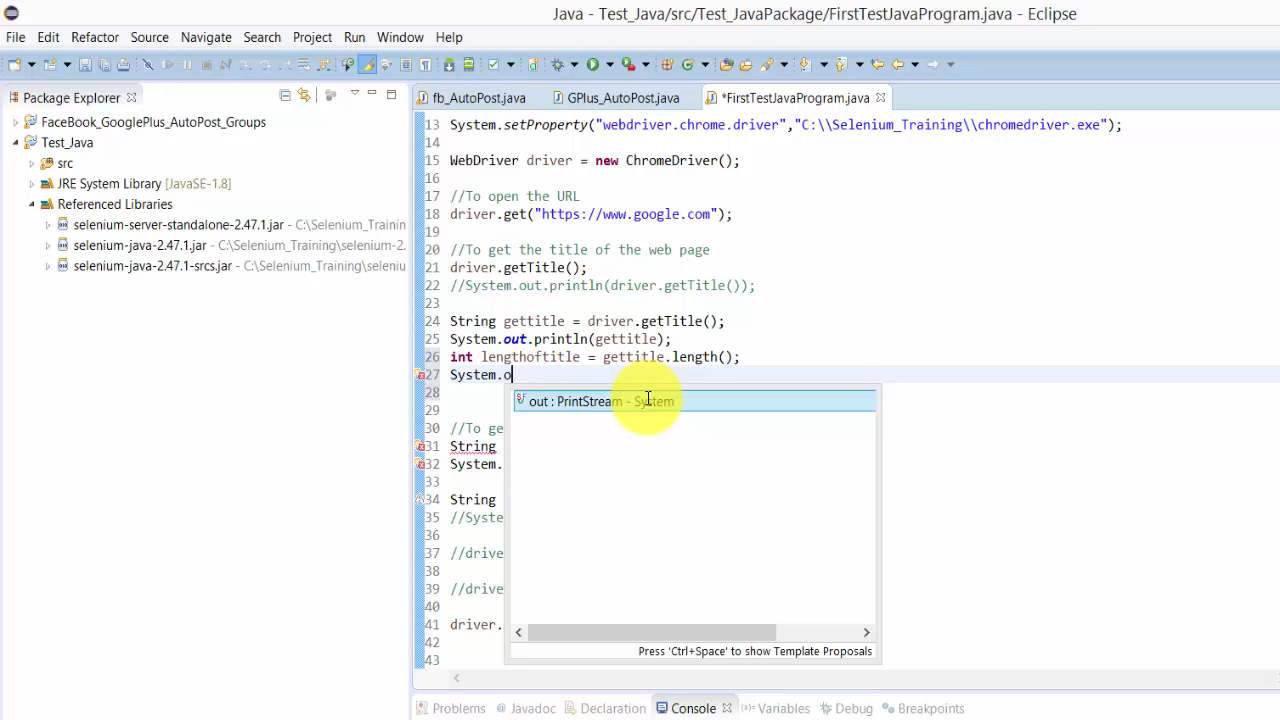 Java - Test_Java/src/Test_JavaPackage/FirstTestJavaProgram.java - Eclipse
File Edit Refactor Source Navigate Search Project Run Window Help
Package Explorer
FaceBook_GooglePlus_AutoPost_Groups
Test_Java
src
JRE System Library [JavaSE-1.8]
Referenced Libraries
selenium-server-standalone-2.47.1.jar - C:\Selenium_Trainin
selenium-java-2.47.1.jar - C:\Selenium_Training\selenium-2.
selenium-java-2.47.1-srcs.jar - C:\Selenium_Training\seleniu
fb_AutoPost.java GPlus_AutoPost.java *FirstTestJavaProgram.java
13 System.setProperty("webdriver.chrome.driver","C:\\Selenium_Training\\chromedriver.exe");
14
15 WebDriver driver = new ChromeDriver();
16
17 //To open the URL
18 driver.get("https://www.google.com");
19
20 //To get the title of the web page
21 driver.getTitle();
22 //System.out.println(driver.getTitle());
23
24 String gettitle = driver.getTitle();
25 System.out.println(gettitle);
26 int lengthoftitle = gettitle.length();
27 System.o
28
29
30 //To ge
31 String
32 System.
33
34 String
35 //Syste
36
37 //drive
38
39 //drive
40
41 driver.
42
43
out : PrintStream - System
Press 'Ctrl+Space' to show Template Proposals
Problems Javadoc Declaration Console Variables Debug Breakpoints